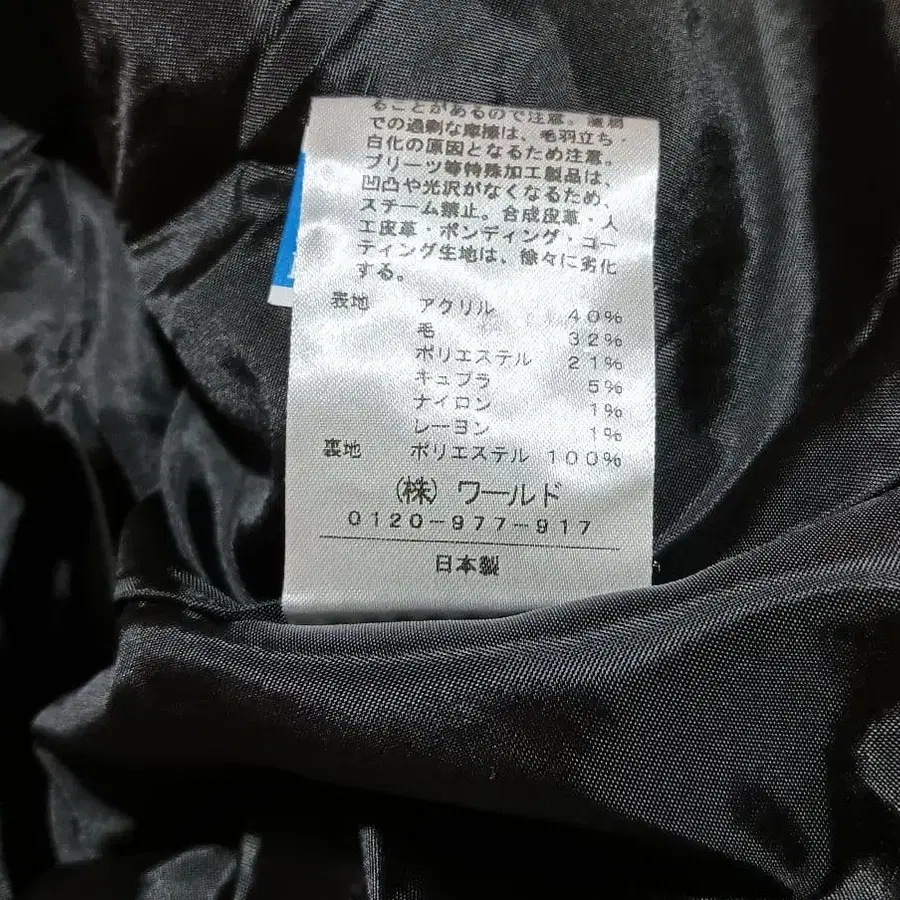 ることがあるので注意。
での過剰な摩擦は、毛羽立ち・
白化の原因となるため注意。
プリーツ等特殊加工製品は、
凹凸や光沢がなくなるため、
スチーム禁止。合成皮革・人
工皮革・ボンディング・コー
ティング生地は、徐々に劣化
する。
表地 アクリル 40%
毛 32%
ポリエステル 21%
キュプラ 5%
ナイロン 1%
レーヨン 1%
裏地 ポリエステル 100%
(株) ワールド
0120-977-917
日本製